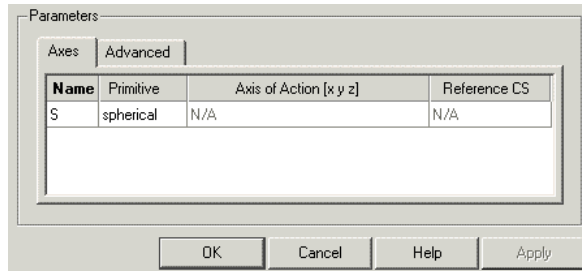 Parameters
Axes Advanced
Name Primitive Axis of Action [x y z] Reference CS
S spherical N/A N/A
OK Cancel Help Apply